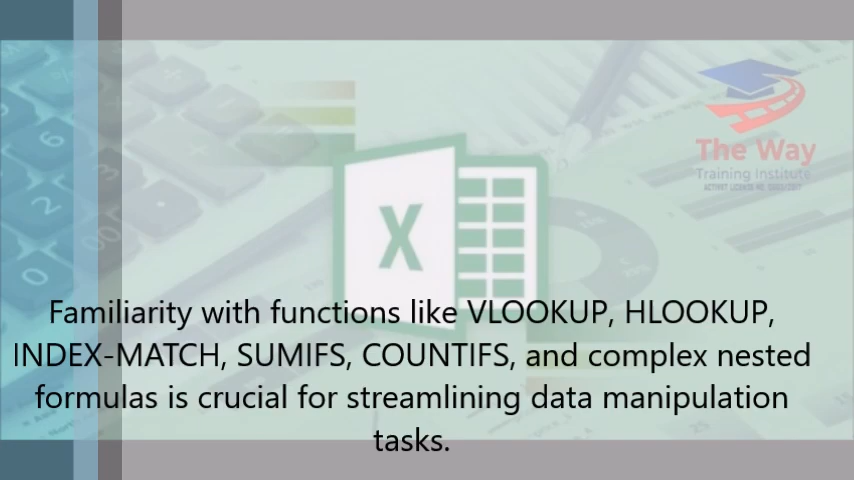 The Way
Training Institute
X
Familiarity with functions like VLOOKUP, HLOOKUP,
INDEX-MATCH, SUMIFS, COUNTIFS, and complex nested
formulas is crucial for streamlining data manipulation
tasks.